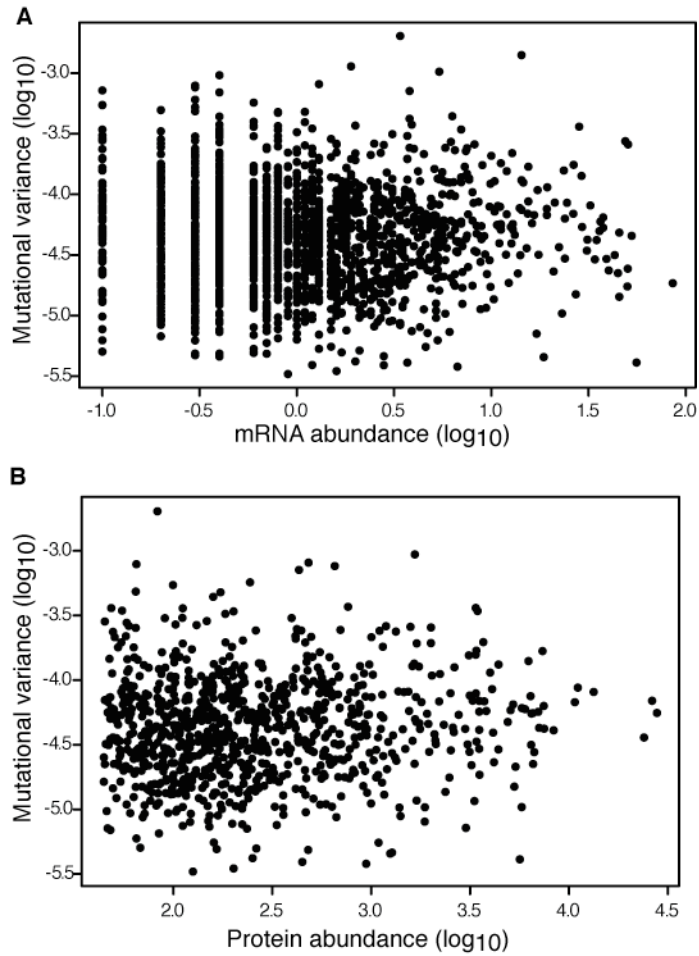 A
Mutational variance (log10)
-3.0
-3.5
-4.0
-4.5
-5.0
-5.5
-1.0 -0.5 0.0 0.5 1.0 1.5 2.0
mRNA abundance (log10)
B
Mutational variance (log10)
-3.0
-3.5
-4.0
-4.5
-5.0
-5.5
2.0 2.5 3.0 3.5 4.0 4.5
Protein abundance (log10)